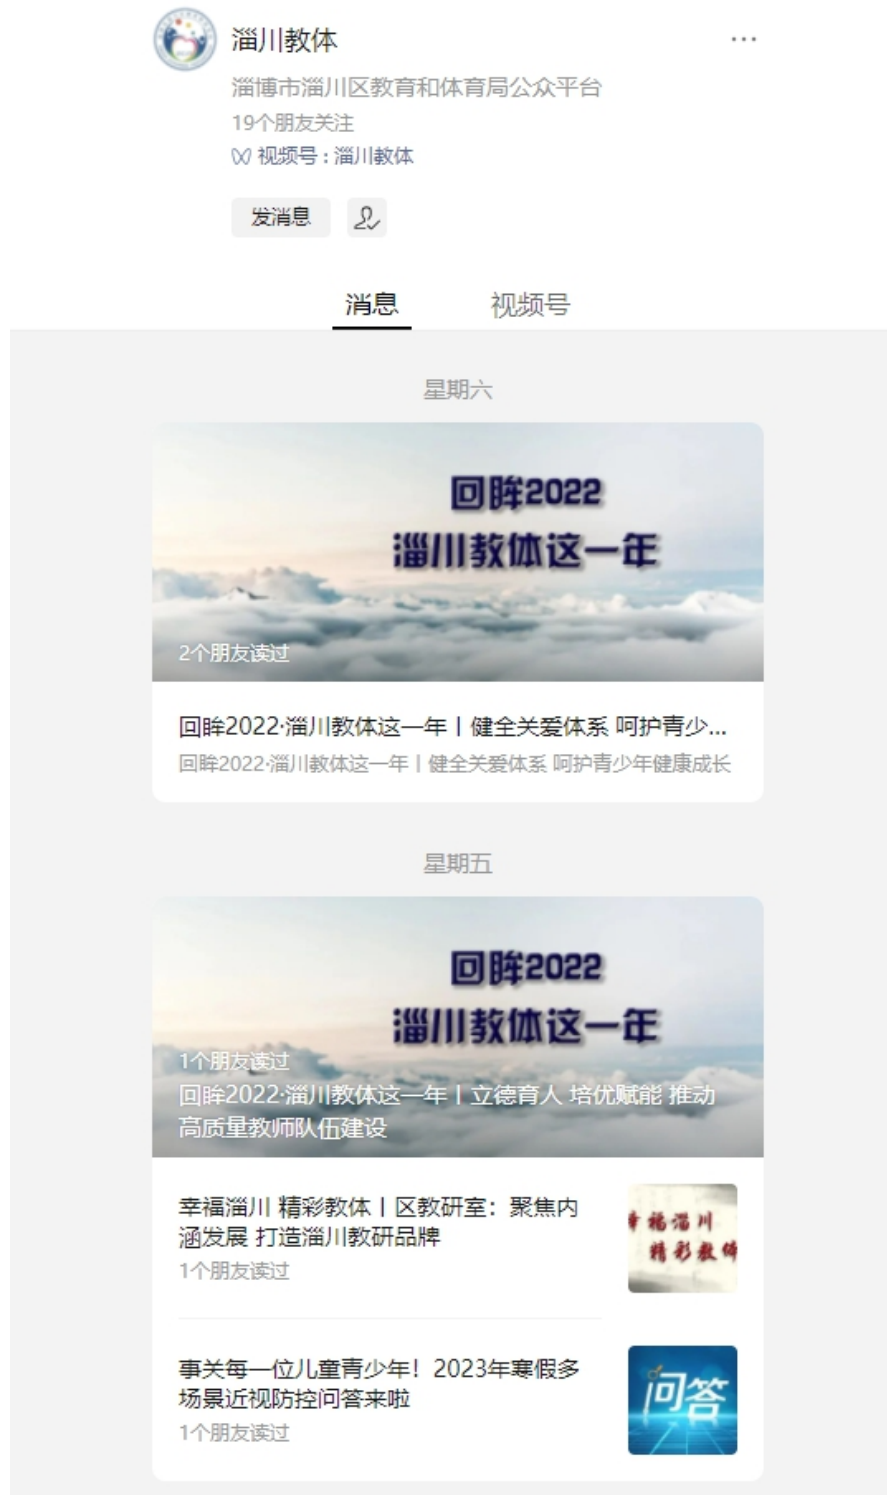 淄川教体
淄博市淄川区教育和体育局公众平台
19个朋友关注
视频号：淄川教体
发消息
消息 视频号
星期六
回眸2022
淄川教体这一年
2个朋友读过
回眸2022·淄川教体这一年丨健全关爱体系 呵护青少...
回眸2022·淄川教体这一年丨健全关爱体系 呵护青少年健康成长
星期五
回眸2022
淄川教体这一年
1个朋友读过
回眸2022·淄川教体这一年丨立德育人 培优赋能 推动
高质量教师队伍建设
幸福淄川 精彩教体丨区教研室：聚焦内
涵发展 打造淄川教研品牌
1个朋友读过
幸福淄川
精彩教体
事关每一位儿童青少年！2023年寒假多
场景近视防控问答来啦
1个朋友读过
问答